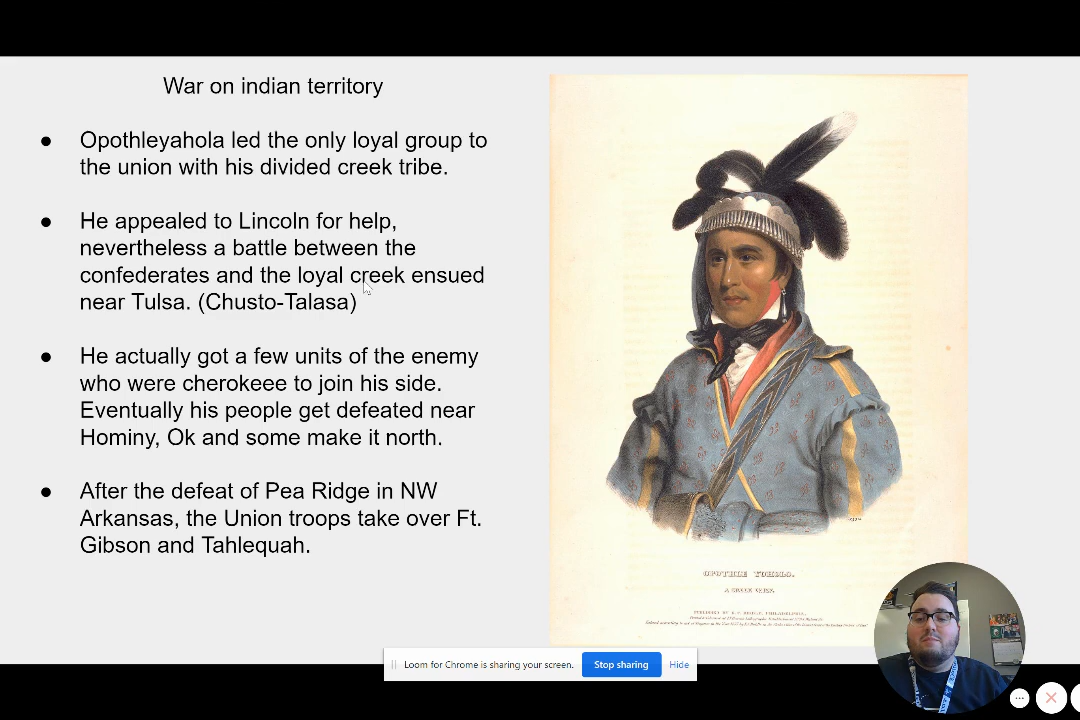 War on indian territory
● Opothleyahola led the only loyal group to
the union with his divided creek tribe.
● He appealed to Lincoln for help,
nevertheless a battle between the
confederates and the loyal creek ensued
near Tulsa. (Chusto-Talasa)
● He actually got a few units of the enemy
who were cherokeee to join his side.
Eventually his people get defeated near
Hominy, Ok and some make it north.
● After the defeat of Pea Ridge in NW
Arkansas, the Union troops take over Ft.
Gibson and Tahlequah.
OPOTHLE YOHOLO.
Loom for Chrome is sharing your screen.
Stop sharing
Hide